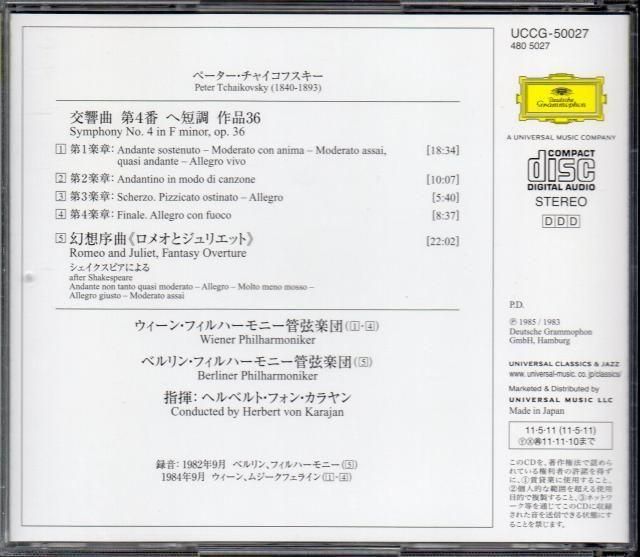 ペーター・チャイコフスキー
Peter Tchaikovsky (1840-1893)
交響曲 第4番 ヘ短調 作品36
Symphony No. 4 in F minor, op. 36
1 第1楽章: Andante sostenuto – Moderato con anima – Moderato assai, [18:34]
quasi andante – Allegro vivo
2 第2楽章: Andantino in modo di canzone [10:07]
3 第3楽章: Scherzo. Pizzicato ostinato – Allegro [5:40]
4 第4楽章: Finale. Allegro con fuoco [8:37]
5 幻想序曲《ロメオとジュリエット》 [22:02]
Romeo and Juliet, Fantasy Overture
シェイクスピアによる
after Shakespeare
Andante non tanto quasi moderato – Allegro – Molto meno mosso –
Allegro giusto – Moderato assai
ウィーン・フィルハーモニー管弦楽団(1-4)
Wiener Philharmoniker
ベルリン・フィルハーモニー管弦楽団(5)
Berliner Philharmoniker
指揮: ヘルベルト・フォン・カラヤン
Conducted by Herbert von Karajan
録音: 1982年9月 ベルリン、フィルハーモニー(5)
1984年9月 ウィーン、ムジークフェライン(1-4)
UCCG-50027
480 5027
Deutsche
Grammophon
A UNIVERSAL MUSIC COMPANY
COMPACT
disc
DIGITAL AUDIO
STEREO
DDD
P.D.
℗ 1985 / 1983
Deutsche Grammophon
GmbH, Hamburg
UNIVERSAL CLASSICS & JAZZ
www.universal-music.co.jp/classics/
Marketed & Distributed by
UNIVERSAL MUSIC LLC
Made in Japan
11·5·11 (11·5·11)
Ⓨ Ⓧ ㊞ 11·11·10まで
このCDを、著作権法で認めら
れている権利者の許諾を得ず
に、①賃貸業に使用すること、
②個人的な範囲を超える使用
目的で複製すること、③ネットワ
ーク等を通じてこのCDに収録
された音を送信できる状態にす
ることを禁じます。